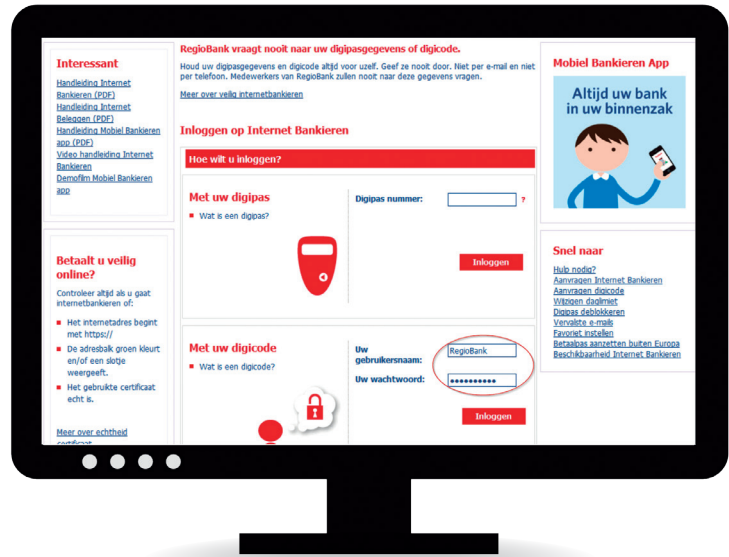 Interessant
Handleiding Internet
Bankieren (PDF)
Handleiding Internet
Beleggen (PDF)
Handleiding Mobiel Bankieren
app (PDF)
Video handleiding Internet
Bankieren
Demofilm Mobiel Bankieren
app
Betaalt u veilig
online?
Controleer altijd als u gaat
internetbankieren of:
Het internetadres begint
met https://
De adresbalk groen kleurt
en/of een slotje
weergeeft.
Het gebruikte certificaat
echt is.
Meer over echtheid
certificaat
RegioBank vraagt nooit naar uw digipasgegevens of digicode.
Houd uw digipasgegevens en digicode altijd voor uzelf. Geef ze nooit door. Niet per e-mail en niet
per telefoon. Medewerkers van RegioBank zullen nooit naar deze gegevens vragen.
Meer over veilig internetbankieren
Inloggen op Internet Bankieren
Hoe wilt u inloggen?
Met uw digipas
Wat is een digipas?
Digipas nummer: ?
Inloggen
Met uw digicode
Wat is een digicode?
Uw
gebruikersnaam: RegioBank
Uw wachtwoord: ••••••••••
Inloggen
Mobiel Bankieren App
Altijd uw bank
in uw binnenzak
Snel naar
Hulp nodig?
Aanvragen Internet Bankieren
Aanvragen digicode
Wijzigen daglimiet
Digipas deblokkeren
Vervalste e-mails
Favoriet instellen
Betaalpas aanzetten buiten Europa
Beschikbaarheid Internet Bankieren